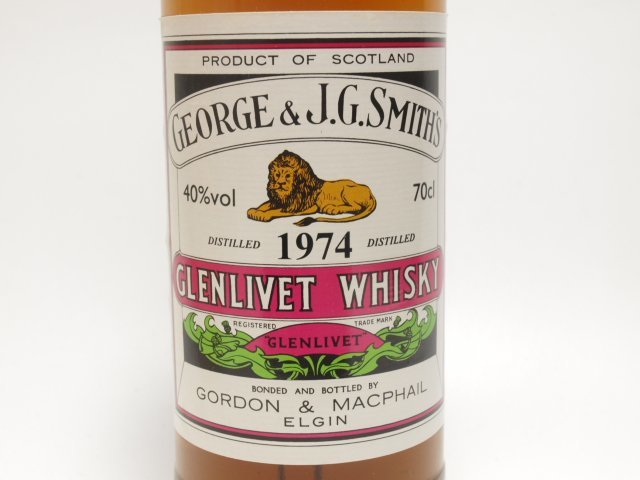 PRODUCT OF SCOTLAND
GEORGE & J.G. SMITH'S
40%vol 70cl
DISTILLED 1974 DISTILLED
GLENLIVET WHISKY
REGISTERED TRADE MARK
"GLENLIVET"
BONDED AND BOTTLED BY
GORDON & MACPHAIL
ELGIN